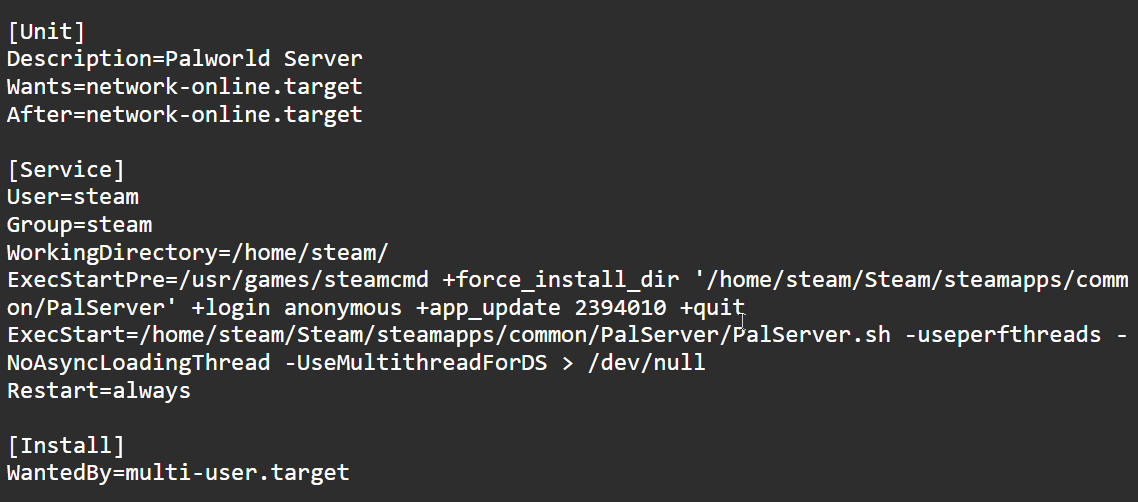 [Unit]
Description=Palworld Server
Wants=network-online.target
After=network-online.target
[Service]
User=steam
Group=steam
WorkingDirectory=/home/steam/
ExecStartPre=/usr/games/steamcmd +force_install_dir '/home/steam/Steam/steamapps/comm
on/PalServer' +login anonymous +app_update 2394010 +quit
ExecStart=/home/steam/Steam/steamapps/common/PalServer/PalServer.sh -useperfthreads -
NoAsyncLoadingThread -UseMultithreadForDS > /dev/null
Restart=always
[Install]
WantedBy=multi-user.target